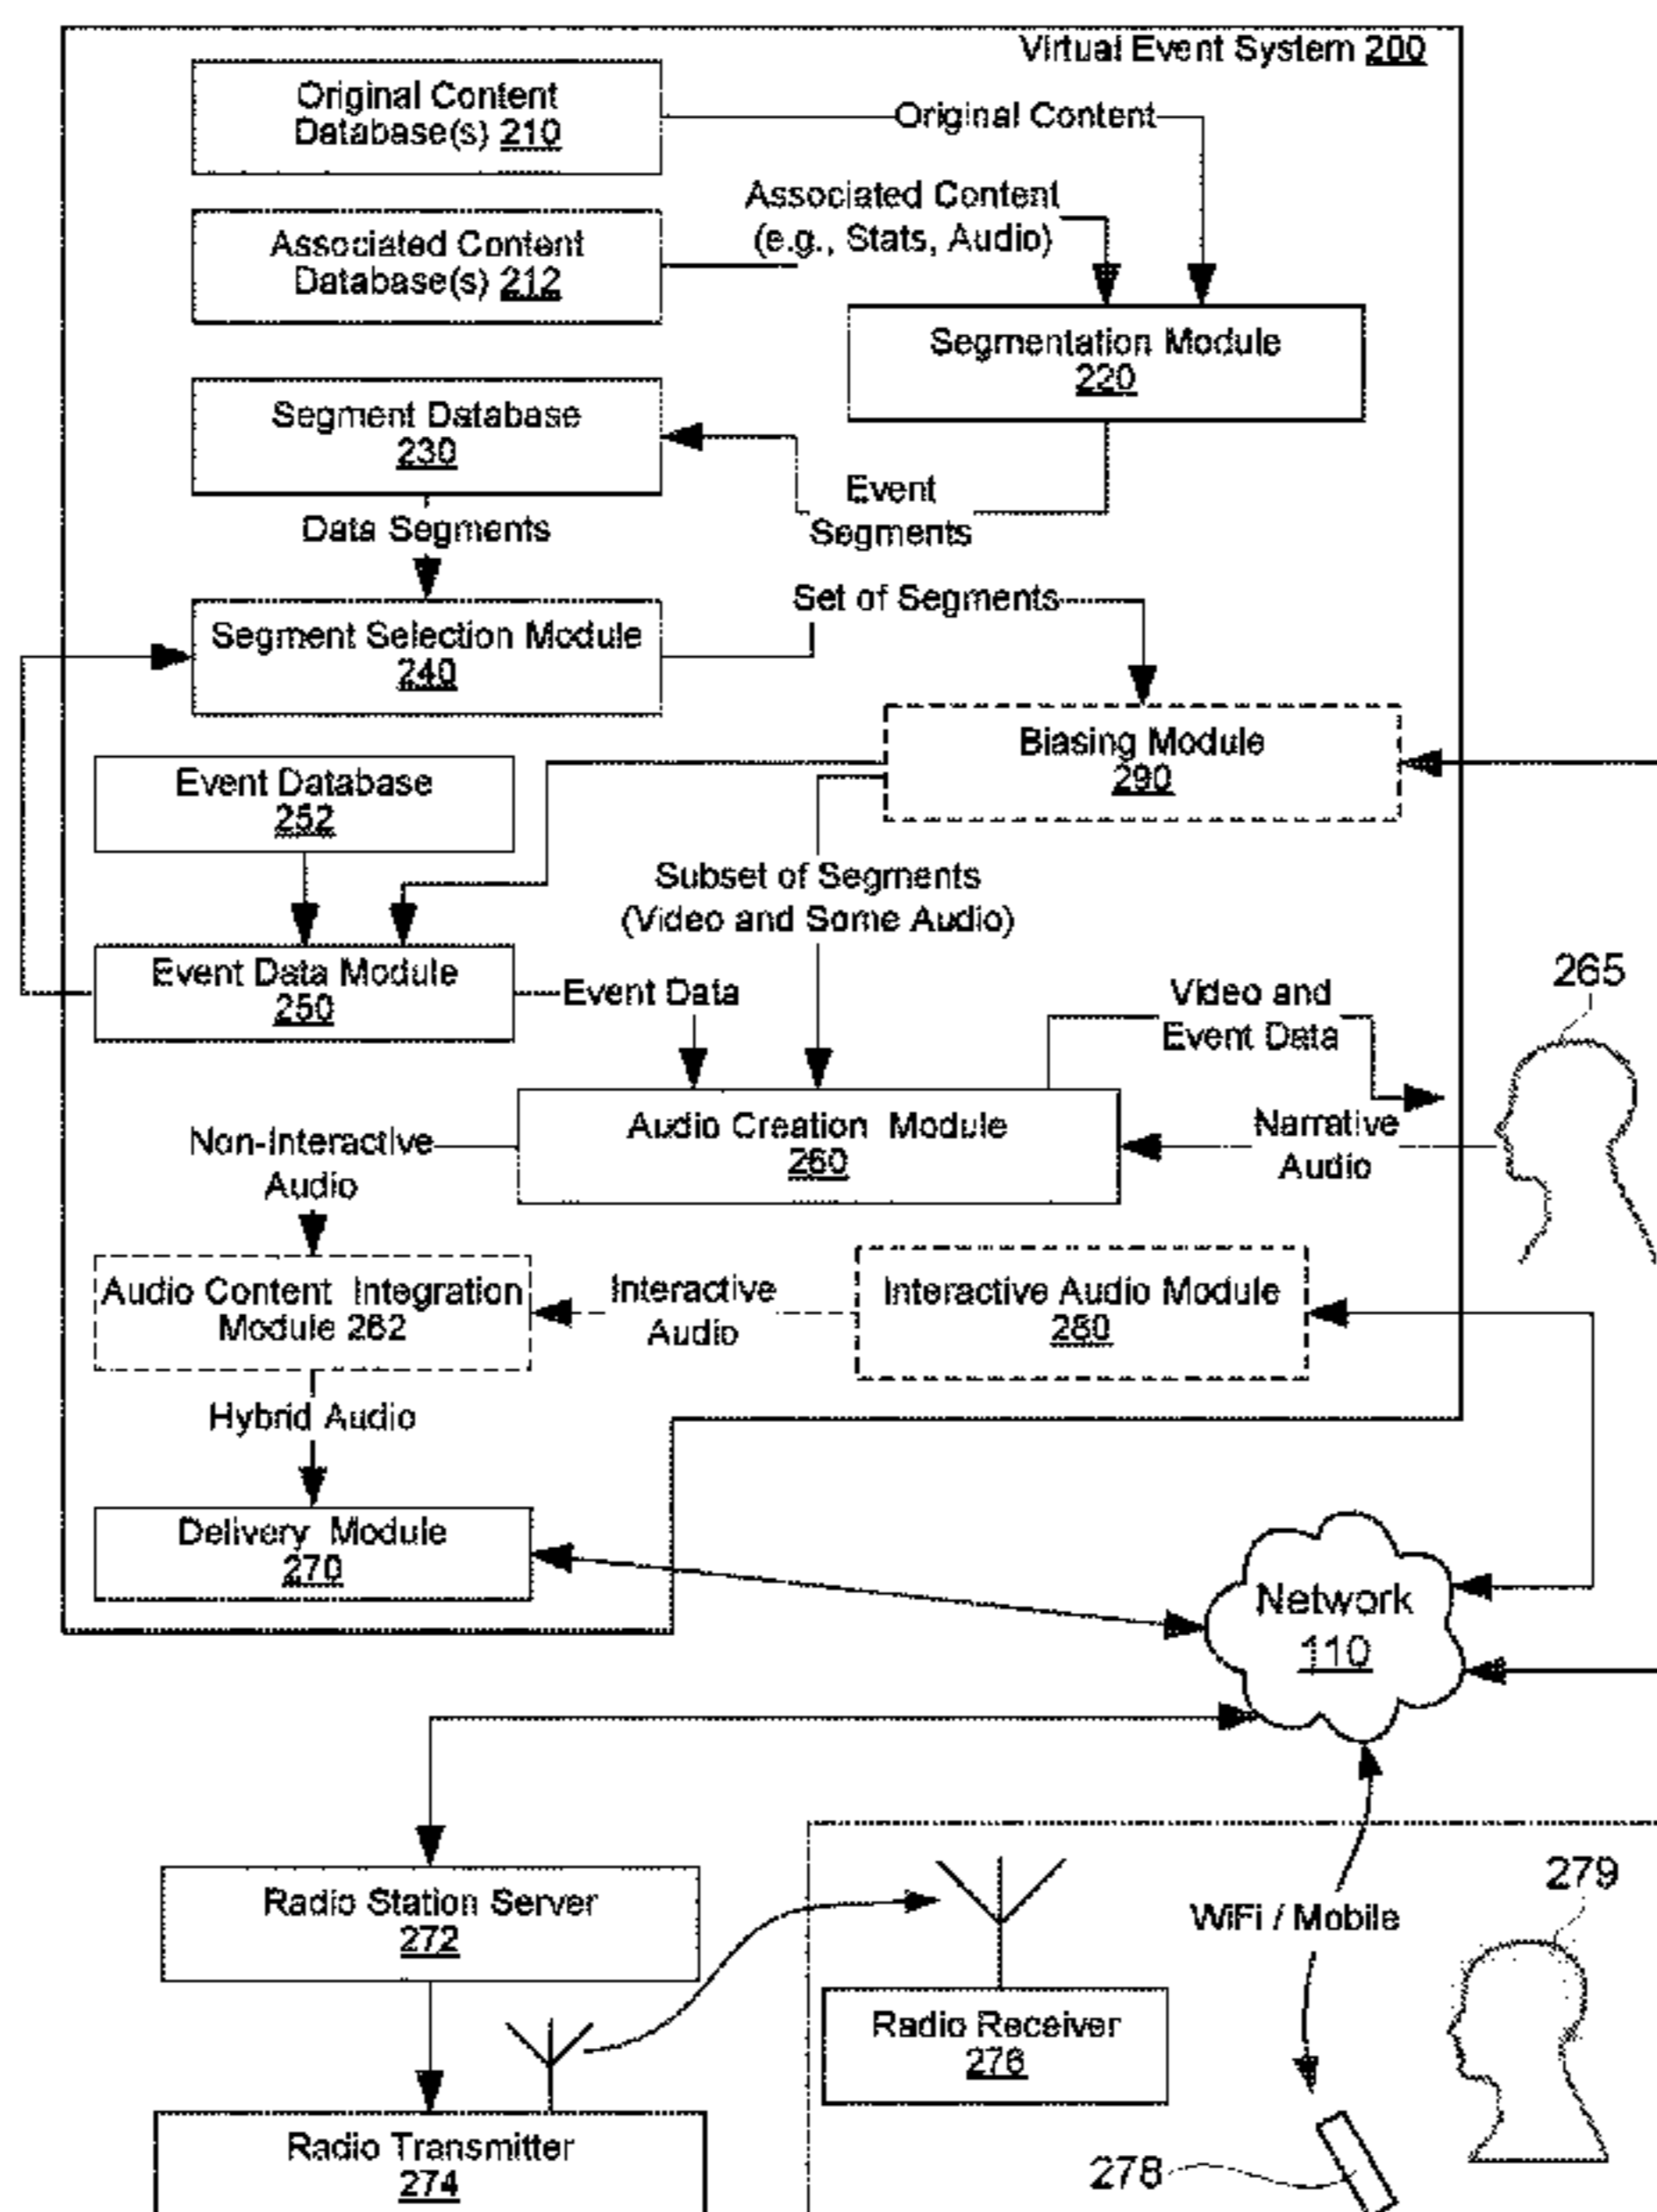 Virtual Event System 200
Original Content
Database(s) 210
Original Content
Associated Content
(e.g., Stats, Audio)
Associated Content
Database(s) 212
Segmentation Module
220
Segment Database
230
Event
Segments
Data Segments
Set of Segments
Segment Selection Module
240
Biasing Module
290
Event Database
252
Subset of Segments
(Video and Some Audio)
Event Data Module
250
Event Data
Video and
Event Data
265
Audio Creation Module
260
Narrative
Audio
Non-Interactive
Audio
Audio Content Integration
Module 262
Interactive
Audio
Interactive Audio Module
280
Hybrid Audio
Delivery Module
270
Network
110
Radio Station Server
272
WiFi / Mobile
279
Radio Receiver
276
Radio Transmitter
274
278